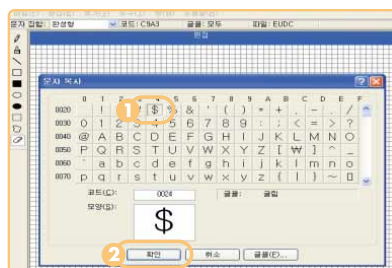 문자 집합: 완성형 코드: C9A3 글꼴: 모두 파일: EUDC
편집
문자 복사
0 1 2 3 4 5 6 7 8 9 A B C D E F
0020 ! $ % & ' ( ) * + , - . /
0030 0 1 2 3 4 5 6 7 8 9 : ; < = > ?
0040 @ A B C D E F G H I J K L M N O
0050 P Q R S T U V W X Y Z [ ₩ ] ^ _
0060 ` a b c d e f g h i j k l m n o
0070 p q r s t u v w x y z { | } ~
코드(C): 0024 글꼴: 굴림
모양(S):
$
1
2
확인 취소 글꼴(F)...